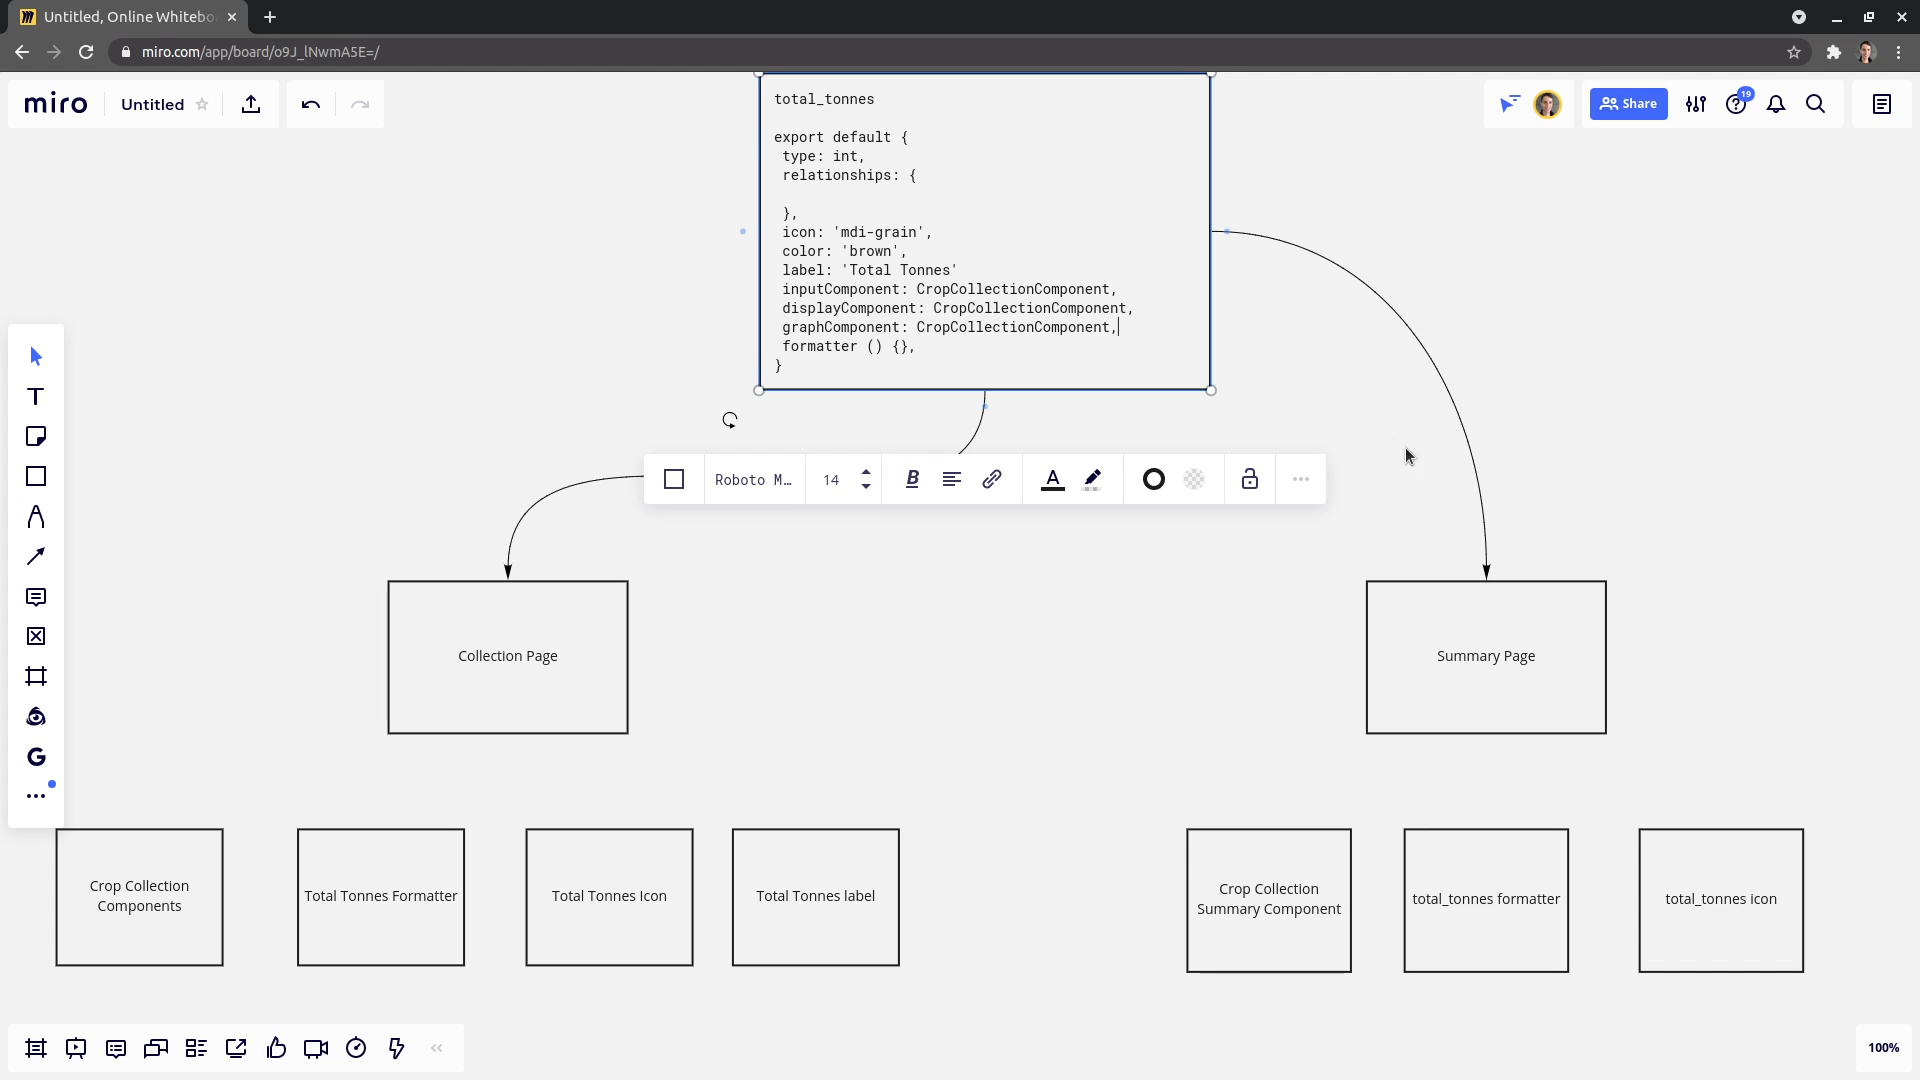 Untitled, Online Whitebo
miro.com/app/board/o9J_lNwmA5E=/
miro
Untitled
Share
19
total_tonnes
export default {
type: int,
relationships: {
},
icon: 'mdi-grain',
color: 'brown',
label: 'Total Tonnes'
inputComponent: CropCollectionComponent,
displayComponent: CropCollectionComponent,
graphComponent: CropCollectionComponent,
formatter () {},
}
T
Roboto M...
14
B
A
Collection Page
Summary Page
G
Crop Collection
Components
Total Tonnes Formatter
Total Tonnes Icon
Total Tonnes label
Crop Collection
Summary Component
total_tonnes formatter
total_tonnes icon
100%